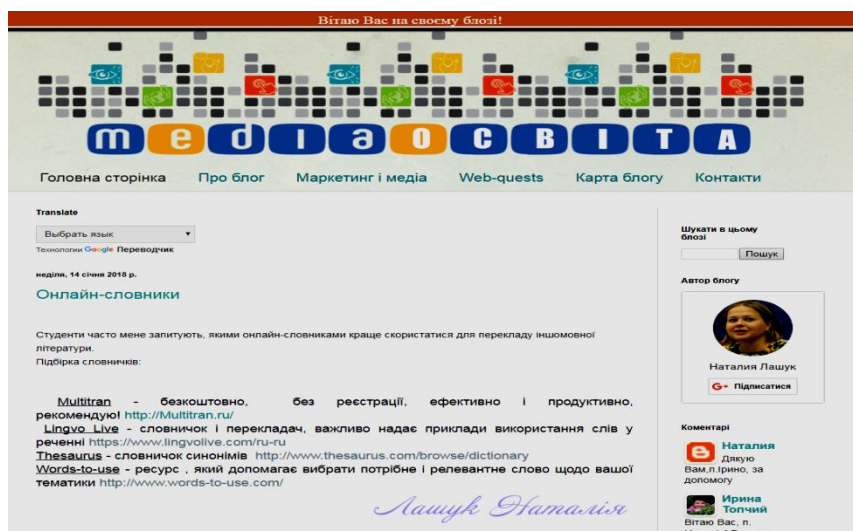 Вітаю Вас на своєму блозі!
медіаОСВІТА
Головна сторінка Про блог Маркетинг і медіа Web-quests Карта блогу Контакти
Translate
Выбрать язык
Технологии Google Переводчик
неділя, 14 січня 2018 р.
Онлайн-словники
Студенти часто мене запитують, якими онлайн-словниками краще скористатися для перекладу іншомовної
літератури.
Підбірка словничків:
Multitran - безкоштовно, без реєстрації, ефективно і продуктивно,
рекомендую! http://Multitran.ru/
Lingvo Live - словничок і перекладач, важливо надає приклади використання слів у
реченні https://www.lingvolive.com/ru-ru
Thesaurus - словничок синонімів http://www.thesaurus.com/browse/dictionary
Words-to-use - ресурс , який допомагає вибрати потрібне і релевантне слово щодо вашої
тематики http://www.words-to-use.com/
Лащук Наталія
Шукати в цьому
блозі
Пошук
Автор блогу
Наталия Лащук
G+ Підписатися
Коментарі
Наталия
Дякую
Вам,п.Ірино, за
допомогу
Ирина
Топчий
Вітаю Вас, п.